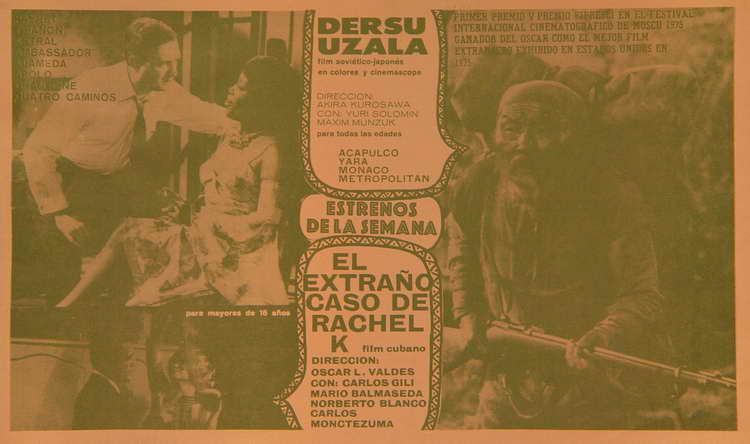 TRIANON
ASTRAL
AMBASSADOR
ALAMEDA
APOLO
CUATRO CAMINOS
para mayores de 16 años
DERSU
UZALA
film soviético-japonés
en colores y cinemascope
DIRECCION:
AKIRA KUROSAWA
CON: YURI SOLOMIN
MAXIM MUNZUK
para todas las edades
ACAPULCO
YARA
MONACO
METROPOLITAN
ESTRENOS
DE LA SEMANA
EL
EXTRAÑO
CASO DE
RACHEL
K film cubano
DIRECCION:
OSCAR L. VALDES
CON: CARLOS GILI
MARIO BALMASEDA
NORBERTO BLANCO
CARLOS
MONCTEZUMA
PRIMER PREMIO Y PREMIO FIPRESCI EN EL FESTIVAL
INTERNACIONAL CINEMATOGRAFICO DE MOSCU 1975
GANADOR DEL OSCAR COMO EL MEJOR FILM
EXTRANJERO EXHIBIDO EN ESTADOS UNIDOS EN
1975